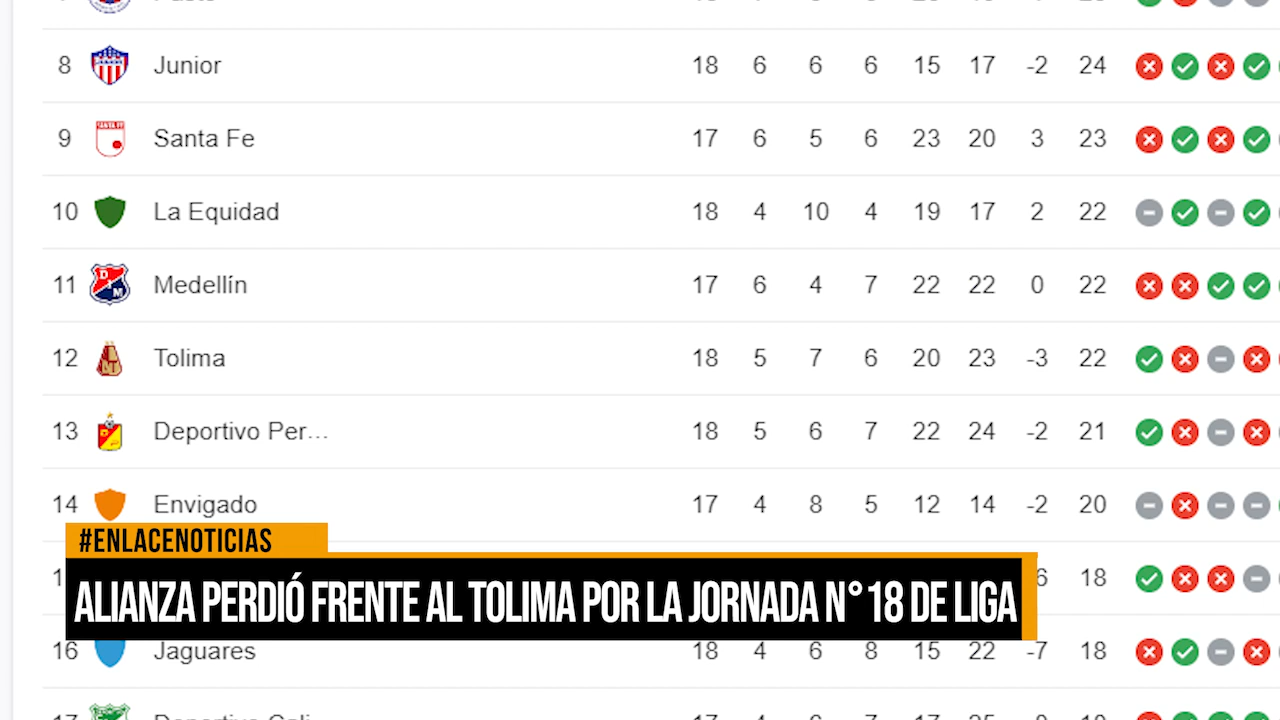 8 Junior 18 6 6 6 15 17 -2 24
9 Santa Fe 17 6 5 6 23 20 3 23
10 La Equidad 18 4 10 4 19 17 2 22
11 Medellín 17 6 4 7 22 22 0 22
12 Tolima 18 5 7 6 20 23 -3 22
13 Deportivo Per... 18 5 6 7 22 24 -2 21
14 Envigado 17 4 8 5 12 14 -2 20
#ENLACENOTICIAS
18
ALIANZA PERDIÓ FRENTE AL TOLIMA POR LA JORNADA N°18 DE LIGA
16 Jaguares 18 4 6 8 15 22 -7 18